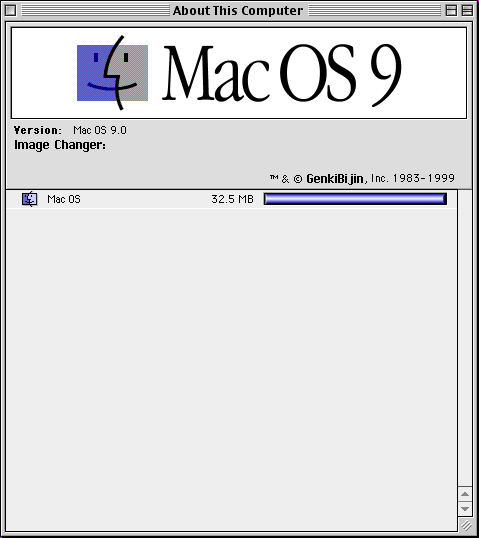 About This Computer
Mac OS 9
Version: Mac OS 9.0
Image Changer:
™ & © GenkiBijin, Inc. 1983-1999
Mac OS 32.5 MB